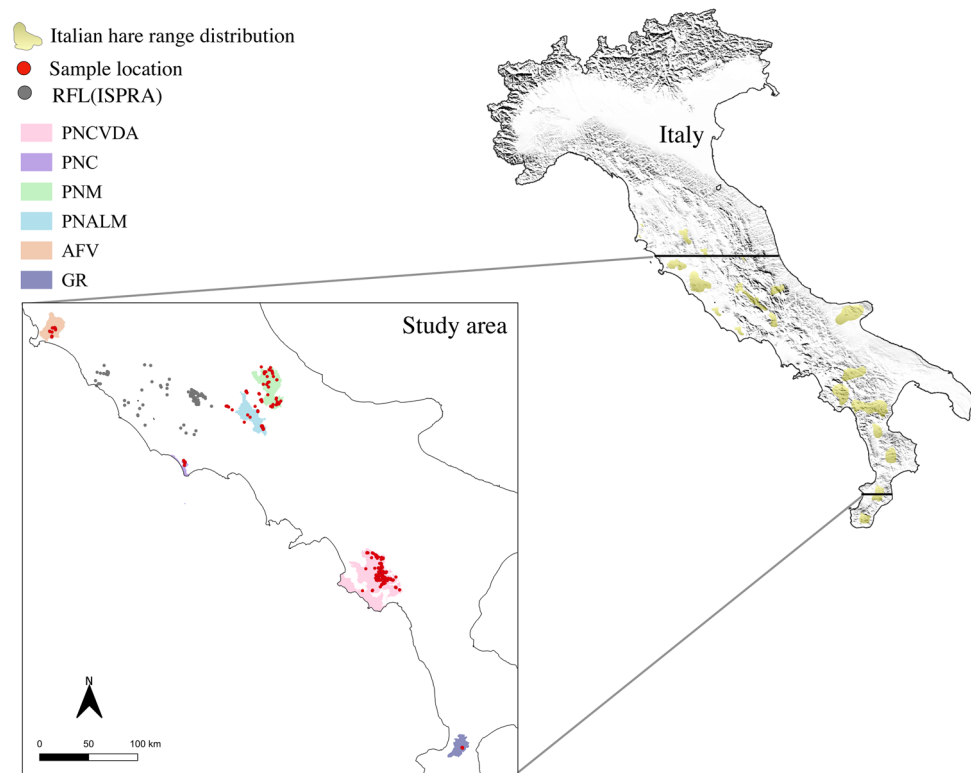 Italian hare range distribution
Sample location
RFL(ISPRA)
PNCVDA
PNC
PNM
PNALM
AFV
GR
Italy
Study area
N
0 50 100 km